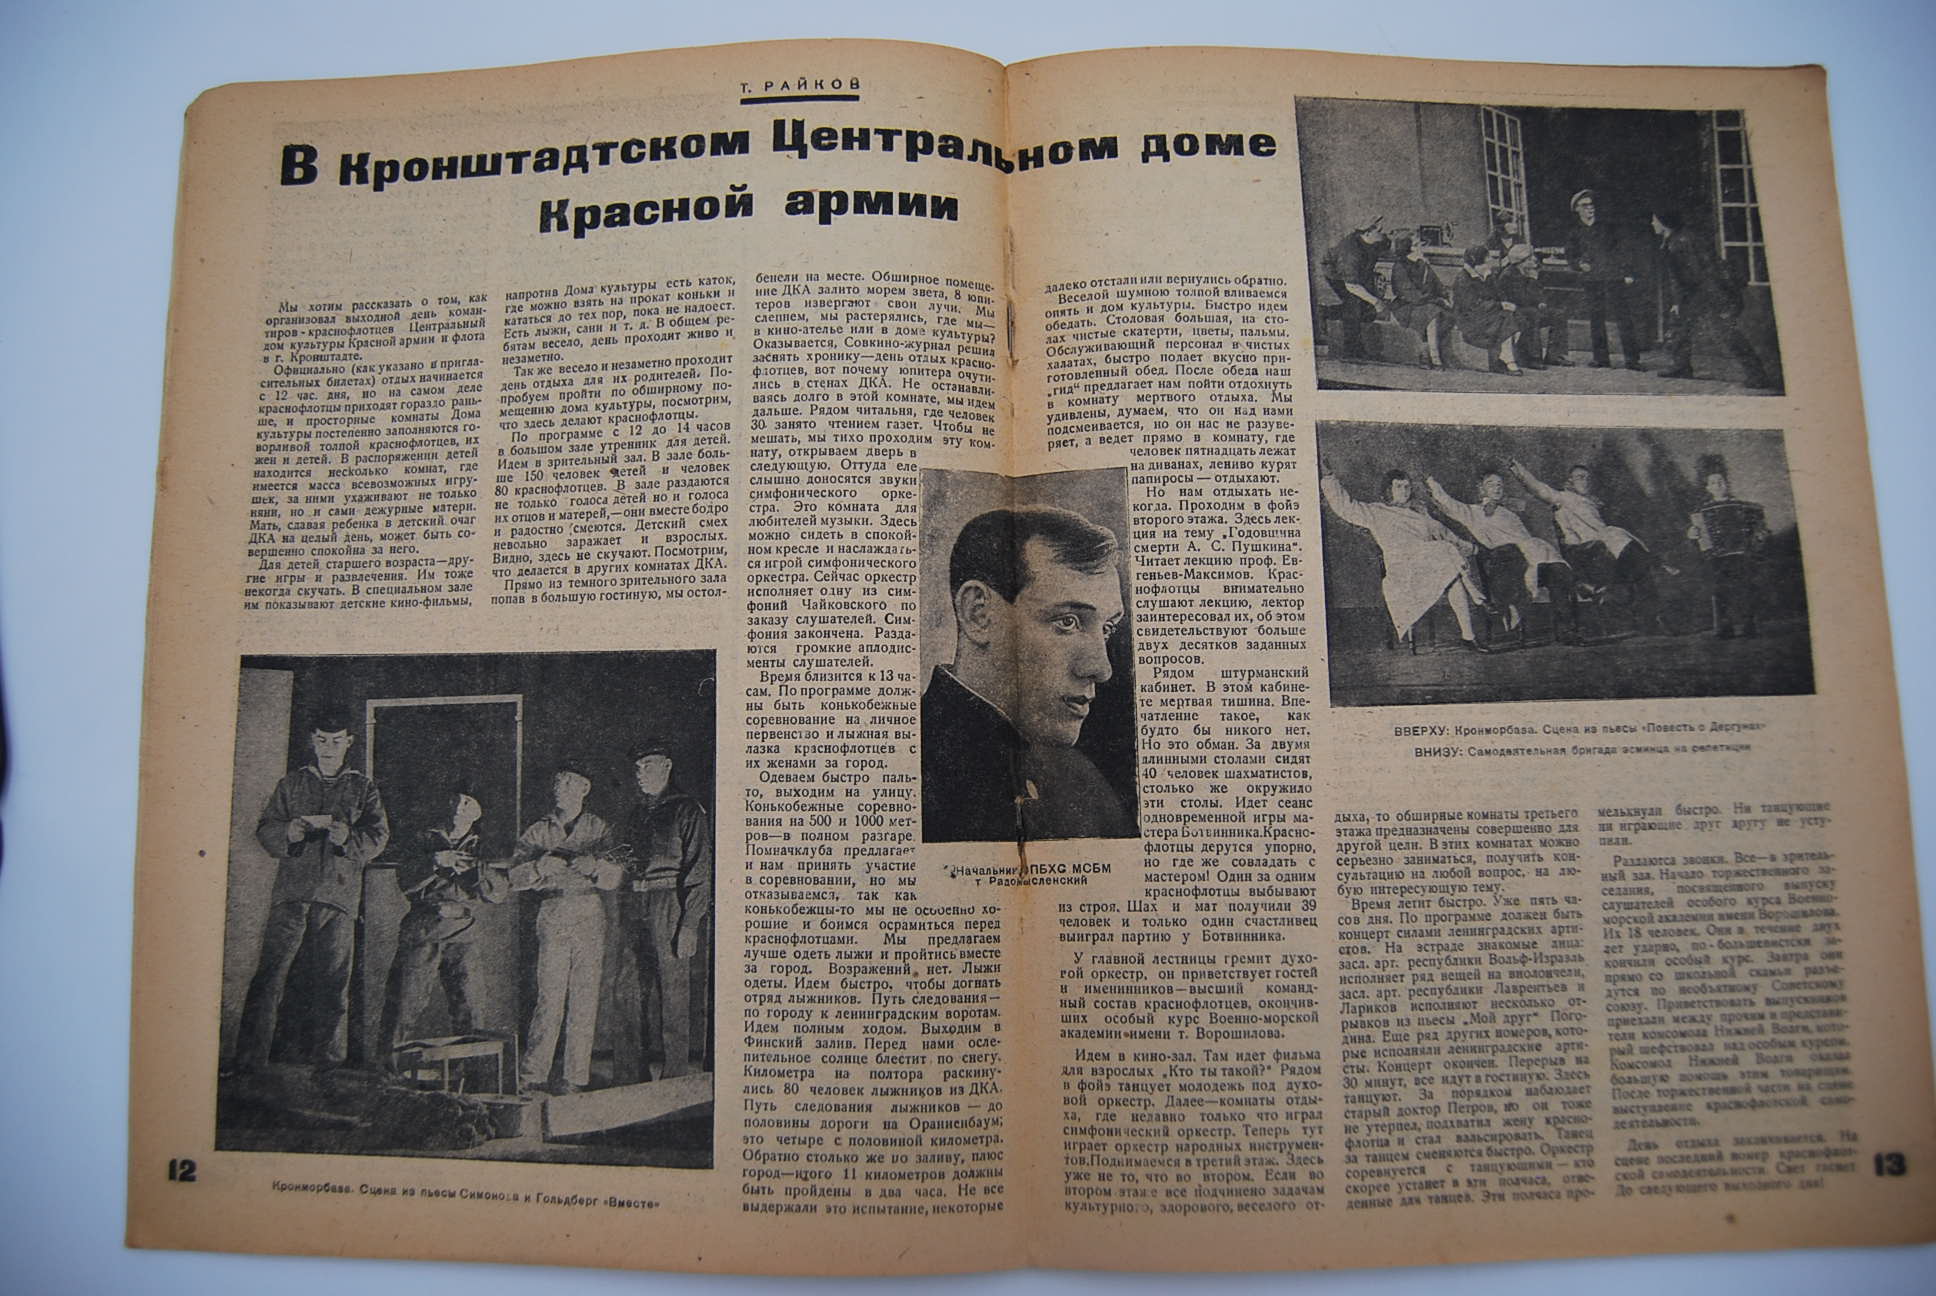 Т. РАЙКОВ
В Кронштадтском Центральном доме
Красной армии
Мы хотим рассказать о том, как
организовал выходной день коман-
тиров-краснофлотцев Центральный
дом культуры Красной армии и флота
в г. Кронштадте.
Официально (как указано в пригла-
сительных билетах) отдых начинается
с 12 час. дня, но на самом деле
краснофлотцы приходят гораздо рань-
ше, и просторные комнаты Дома
культуры постепенно заполняются го-
ворливой толпой краснофлотцев, их
жен и детей. В распоряжении детей
находится несколько комнат, где
имеется масса всевозможных игру-
шек, за ними ухаживают не только
няни, но и сами дежурные матери.
Мать, сдавая ребенка в детский очаг
ДКА на целый день, может быть со-
вершенно спокойна за него.
Для детей старшего возраста—дру-
гие игры и развлечения. Им тоже
некогда скучать. В специальном зале
им показывают детские кино-фильмы,
напротив Дома культуры есть каток,
где можно взять на прокат коньки и
кататься до тех пор, пока не надоест.
Есть лыжи, сани и т. д. В общем ре-
бятам весело, день проходит живо и
незаметно.
Так же весело и незаметно проходит
день отдыха для их родителей. По-
пробуем пройти по обширному по-
мещению дома культуры, посмотрим,
что здесь делают краснофлотцы.
По программе с 12 до 14 часов
в большом зале утренник для детей.
Идем в зрительный зал. В зале боль-
ше 150 человек детей и человек
80 краснофлотцев. В зале раздаются
не только голоса детей но и голоса
их отцов и матерей,—они вместе бодро
и радостно смеются. Детский смех
невольно заражает и взрослых.
Видно, здесь не скучают. Посмотрим,
что делается в других комнатах ДКА.
Прямо из темного зрительного зала
попав в большую гостиную, мы остол-
бенели на месте. Обширное помеще-
ние ДКА залито морем звета, 8 юпи-
теров извергают свои лучи. Мы
слепнем, мы растерялись, где мы—
в кино-ателье или в доме культуры?
Оказывается, Совкино-журнал решил
заснять хронику—день отдых красно-
флотцев, вот почему юпитера очути-
лись в стенах ДКА. Не останавли-
ваясь долго в этой комнате, мы идем
дальше. Рядом читальня, где человек
30 занято чтением газет. Чтобы не
мешать, мы тихо проходим эту ком-
нату, открываем дверь в
следующую. Оттуда еле
слышно доносятся звуки
симфонического орке-
стра. Это комната для
любителей музыки. Здесь
можно сидеть в спокой-
ном кресле и наслаждать-
ся игрой симфонического
оркестра. Сейчас оркестр
исполняет одну из сим-
фоний Чайковского по
заказу слушателей. Сим-
фония закончена. Разда-
ются громкие аплодис-
менты слушателей.
Время близится к 13 ча-
сам. По программе долж-
ны быть конькобежные
соревнование на личное
первенство и лыжная вы-
лазка краснофлотцев с
их женами за город.
Одеваем быстро паль-
то, выходим на улицу.
Конькобежные соревно-
вания на 500 и 1000 мет-
ров—в полном разгаре.
Помначклуба предлагает
и нам принять участие
в соревновании, но мы
отказываемся, так как
конькобежцы-то мы не особенно хо-
рошие и боимся осрамиться перед
краснофлотцами. Мы предлагаем
лучше одеть лыжи и пройтись вместе
за город. Возражений нет. Лыжи
одеты. Идем быстро, чтобы догнать
отряд лыжников. Путь следования—
по городу к ленинградским воротам.
Идем полным ходом. Выходим в
Финский залив. Перед нами осле-
пительное солнце блестит по снегу.
Километра на полтора раскину-
лись 80 человек лыжников из ДКА.
Путь следования лыжников — до
половины дороги на Ораниенбаум;
это четыре с половиной километра.
Обратно столько же по заливу, плюс
город—итого 11 километров должны
быть пройдены в два часа. Не все
выдержали это испытание, некоторые
Кронморбаза. Сцена из пьесы Симонова и Гольдберг «Вместе»
12
далеко отстали или вернулись обратно.
Веселой шумною толпой вливаемся
опять и дом культуры. Быстро идем
обедать. Столовая большая, на сто-
лах чистые скатерти, цветы, пальмы.
Обслуживающий персонал в чистых
халатах, быстро подает вкусно при-
готовленный обед. После обеда наш
„гид“ предлагает нам пойти отдохнуть
в комнату мертвого отдыха. Мы
удивлены, думаем, что он над нами
подсмеивается, но он нас не разуве-
ряет, а ведет прямо в комнату, где
человек пятнадцать лежат
на диванах, лениво курят
папиросы — отдыхают.
Но нам отдыхать не-
когда. Проходим в фойэ
второго этажа. Здесь лек-
ция на тему „Годовщина
смерти А. С. Пушкина“.
Читает лекцию проф. Ев-
геньев-Максимов. Крас-
нофлотцы внимательно
слушают лекцию, лектор
заинтересовал их, об этом
свидетельствуют больше
двух десятков заданных
вопросов.
Рядом штурманский
кабинет. В этом кабине-
те мертвая тишина. Впе-
чатление такое, как
будто бы никого нет.
Но это обман. За двумя
длинными столами сидят
40 человек шахматистов,
столько же окружило
эти столы. Идет сеанс
одновременной игры ма-
стера Ботвинника.Красно-
флотцы дерутся упорно,
но где же совладать с
мастером! Один за одним
краснофлотцы выбывают
из строя. Шах и мат получили 39
человек и только один счастливец
выиграл партию у Ботвинника.
У главной лестницы гремит духо-
вой оркестр, он приветствует гостей
и именинников—высший команд-
ный состав краснофлотцев, окончив-
ших особый курс Военно-морской
академии имени т. Ворошилова.
Идем в кино-зал. Там идет фильма
для взрослых „Кто ты такой?“ Рядом
в фойэ танцует молодежь под духо-
вой оркестр. Далее—комнаты отды-
ха, где недавно только что играл
симфонический оркестр. Теперь тут
играет оркестр народных инструмен-
тов.Поднимаемся в третий этаж. Здесь
уже не то, что во втором. Если во
втором этаже все подчинено задачам
культурного, здорового, веселого от-
Начальник ПБХС МСБМ
т Радомысленский
ВВЕРХУ: Кронморбаза. Сцена из пьесы «Повесть о Дергунах»
ВНИЗУ: Самодеятельная бригада эсминца на репетиции
дыха, то обширные комнаты третьего
этажа предназначены совершенно для
другой цели. В этих комнатах можно
серьезно заниматься, получить кон-
сультацию на любой вопрос, на лю-
бую интересующую тему.
Время летит быстро. Уже пять ча-
сов дня. По программе должен быть
концерт силами ленинградских арти-
стов. На эстраде знакомые лица:
засл. арт. республики Вольф-Израэль
исполняет ряд вещей на виолончели,
засл. арт. республики Лаврентьев и
Лариков исполняют несколько от-
рывков из пьесы „Мой друг“ Пого-
дина. Еще ряд других номеров, кото-
рые исполняли ленинградские арти-
сты. Концерт окончен. Перерыв на
30 минут, все идут в гостиную. Здесь
танцуют. За порядком наблюдает
старый доктор Петров, но он тоже
не утерпел, подхватил жену красно-
флотца и стал вальсировать. Танец
за танцем сменяются быстро. Оркестр
соревнуется с танцующими — кто
скорее устанет в эти полчаса, отве-
денные для танцев. Эти полчаса про-
мелькнули быстро. Ни танцующие
ни играющие друг другу не усту-
пили.
Раздаются звонки. Все—в зритель-
ный зал. Начало торжественного за-
седания, посвященного выпуску
слушателей особого курса Военно-
морской академии имени Ворошилова.
Их 18 человек. Они в течение двух
лет ударно, по-большевистски за-
кончили особый курс. Завтра они
прямо со школьной скамьи разъе-
дутся по необъятному Советскому
союзу. Приветствовать выпускников
приехали между прочим и представи-
тели комсомола Нижней Волги, кото-
рый шефствовал над особым курсом.
Комсомол Нижней Волги оказал
большую помощь этим товарищам.
После торжественной части на сцене
выступление краснофлотской само-
деятельности.
День отдыха заканчивается. На
сцене последний номер краснофлот-
ской самодеятельности. Свет гаснет.
До следующего выходного дня!
13